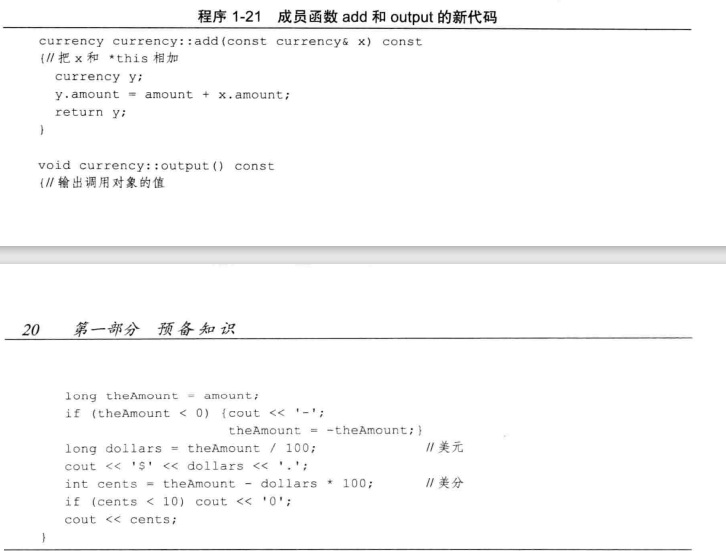 程序 1-21 成员函数 add 和 output 的新代码
currency currency::add(const currency& x) const
{// 把 x 和 *this 相加
currency y;
y.amount = amount + x.amount;
return y;
}
void currency::output() const
{// 输出调用对象的值
20 第一部分 预备知识
long theAmount = amount;
if (theAmount < 0) {cout << '-';
theAmount = -theAmount;}
long dollars = theAmount / 100; // 美元
cout << '$' << dollars << '.';
int cents = theAmount - dollars * 100; // 美分
if (cents < 10) cout << '0';
cout << cents;
}